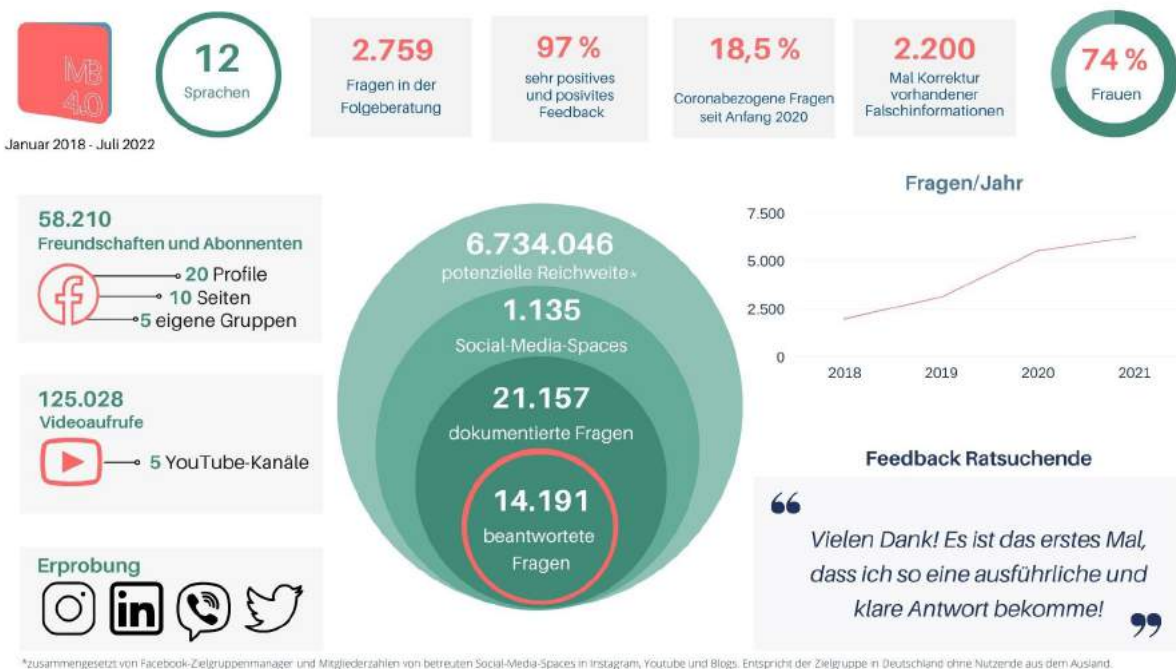 MB
4.0
Januar 2018 - Juli 2022
12
Sprachen
2.759
Fragen in der
Folgeberatung
97 %
sehr positives
und posivites
Feedback
18,5 %
Coronabezogene Fragen
seit Anfang 2020
2.200
Mal Korrektur
vorhandener
Falschinformationen
74 %
Frauen
58.210
Freundschaften und Abonnenten
20 Profile
10 Seiten
5 eigene Gruppen
125.028
Videoaufrufe
5 YouTube-Kanäle
Erprobung
in
6.734.046
potenzielle Reichweite*
1.135
Social-Media-Spaces
21.157
dokumentierte Fragen
14.191
beantwortete
Fragen
Fragen/Jahr
7.500
5.000
2.500
0
2018 2019 2020 2021
Feedback Ratsuchende
“
Vielen Dank! Es ist das erstes Mal,
dass ich so eine ausführliche und
klare Antwort bekomme!
”
*zusammengesetzt von Facebook-Zielgruppenmanager und Mitgliederzahlen von betreuten Social-Media-Spaces in Instagram, Youtube und Blogs. Entspricht der Zielgruppe in Deutschland ohne Nutzende aus dem Ausland.